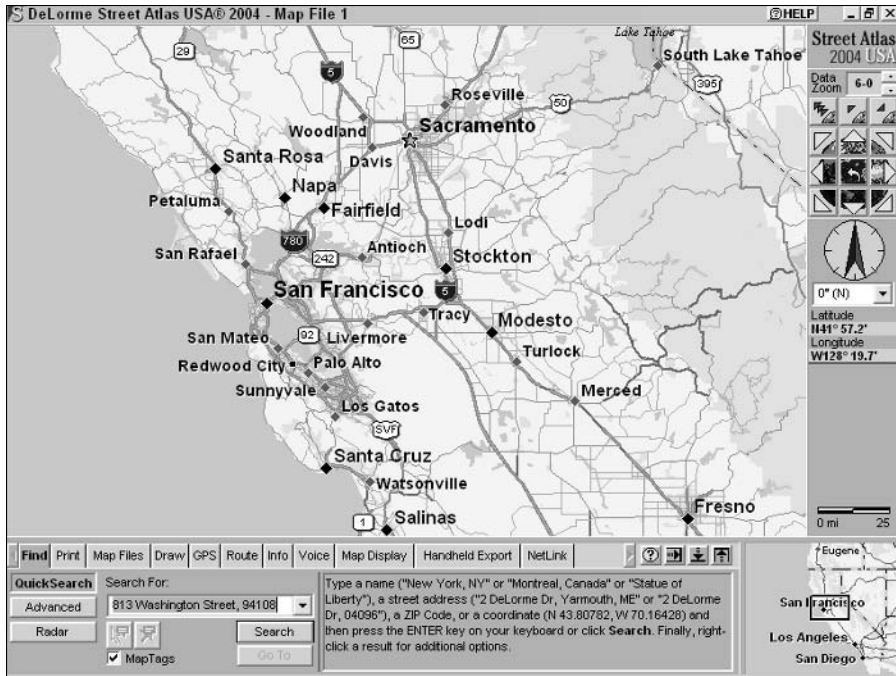 DeLorme Street Atlas USA® 2004 - Map File 1
HELP
Street Atlas
2004 USA
Data
Zoom
6-0
Lake Tahoe
South Lake Tahoe
29
65
5
395
50
Roseville
Woodland
Sacramento
Davis
Santa Rosa
Napa
Petaluma
Fairfield
Lodi
780
Antioch
San Rafael
242
Stockton
San Francisco
5
Tracy
Modesto
92
San Mateo
Livermore
Turlock
Redwood City
Palo Alto
Sunnyvale
Merced
Los Gatos
SVF
Santa Cruz
Watsonville
Fresno
1
Salinas
0° (N)
Latitude
N41° 57.2'
Longitude
W128° 19.7'
0 mi 25
Find Print Map Files Draw GPS Route Info Voice Map Display Handheld Export NetLink
QuickSearch
Advanced
Radar
Search For:
813 Washington Street, 94108
Search
MapTags
Go To
Type a name ("New York, NY" or "Montreal, Canada" or "Statue of
Liberty"), a street address ("2 DeLorme Dr, Yarmouth, ME" or "2 DeLorme
Dr, 04096"), a ZIP Code, or a coordinate (N 43.80782, W 70.16428) and
then press the ENTER key on your keyboard or click Search. Finally, right-
click a result for additional options.
Eugene
San Francisco
Los Angeles
San Diego